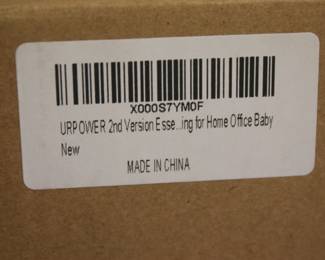 X000S7YM0F
URPOWER 2nd Version Esse...ing for Home Office Baby
New
MADE IN CHINA